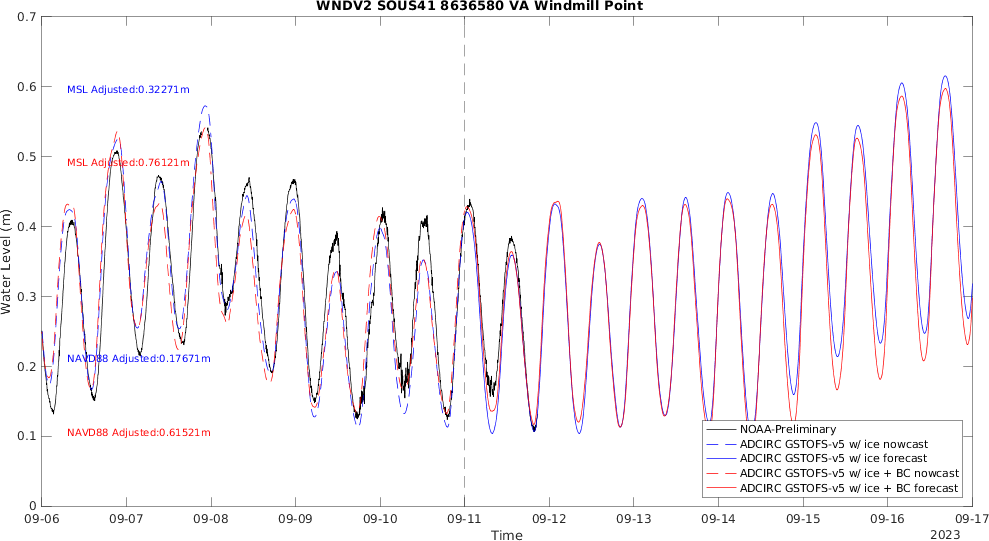 WNDV2 SOUS41 8636580 VA Windmill Point
0.7
0.6
0.5
0.4
0.3
0.2
0.1
0
Water Level (m)
MSL Adjusted:0.32271m
MSL Adjusted:0.76121m
NAVD88 Adjusted:0.17671m
NAVD88 Adjusted:0.61521m
NOAA-Preliminary
ADCIRC GSTOFS-v5 w/ ice nowcast
ADCIRC GSTOFS-v5 w/ ice forecast
ADCIRC GSTOFS-v5 w/ ice + BC nowcast
ADCIRC GSTOFS-v5 w/ ice + BC forecast
09-06 09-07 09-08 09-09 09-10 09-11 09-12 09-13 09-14 09-15 09-16 09-17
Time
2023